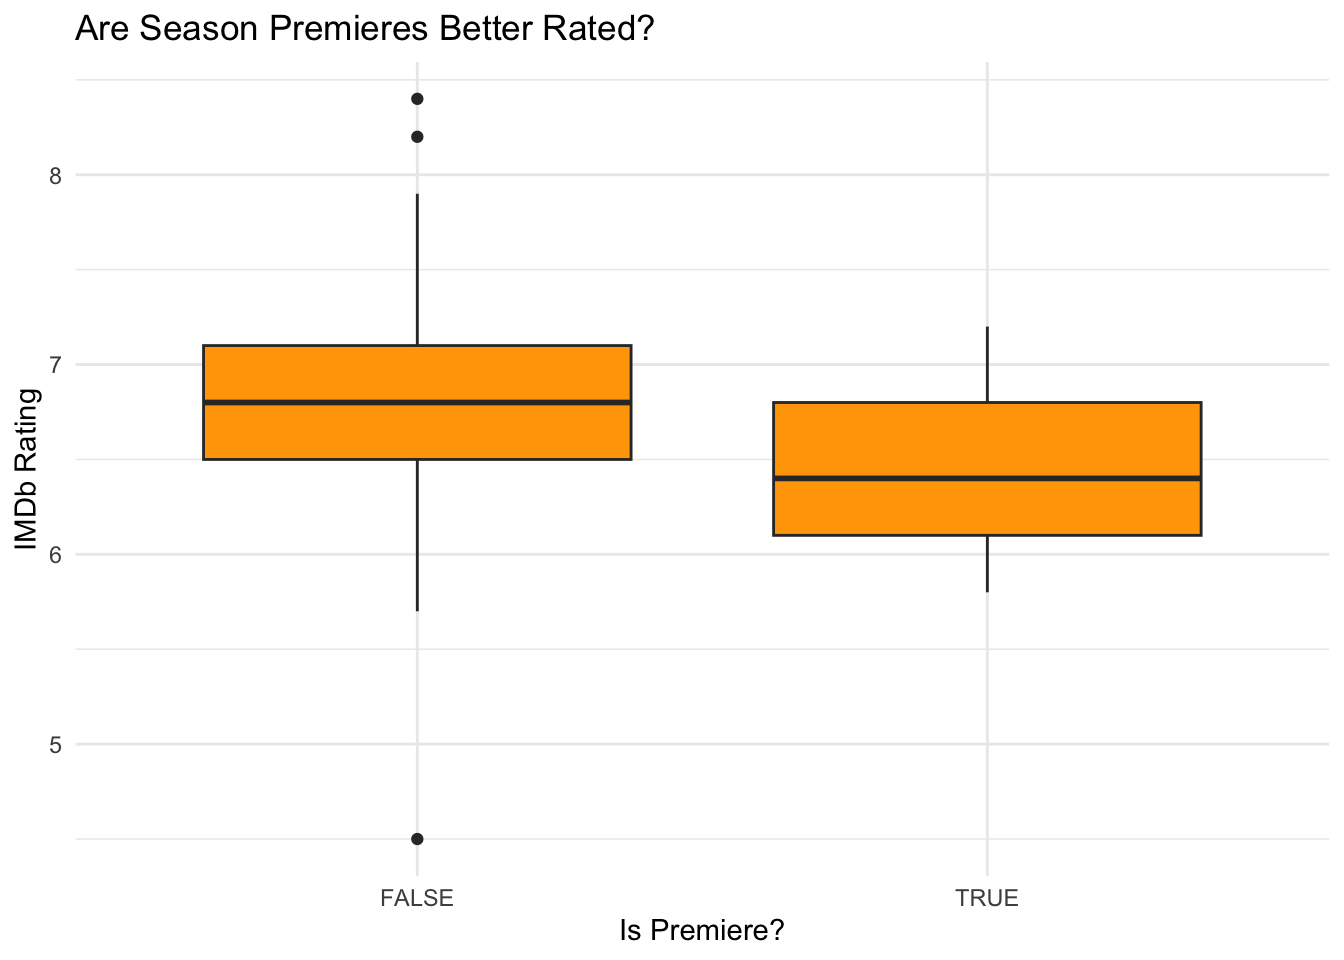 Are Season Premieres Better Rated?
IMDb Rating
8
7
6
5
FALSE
TRUE
Is Premiere?